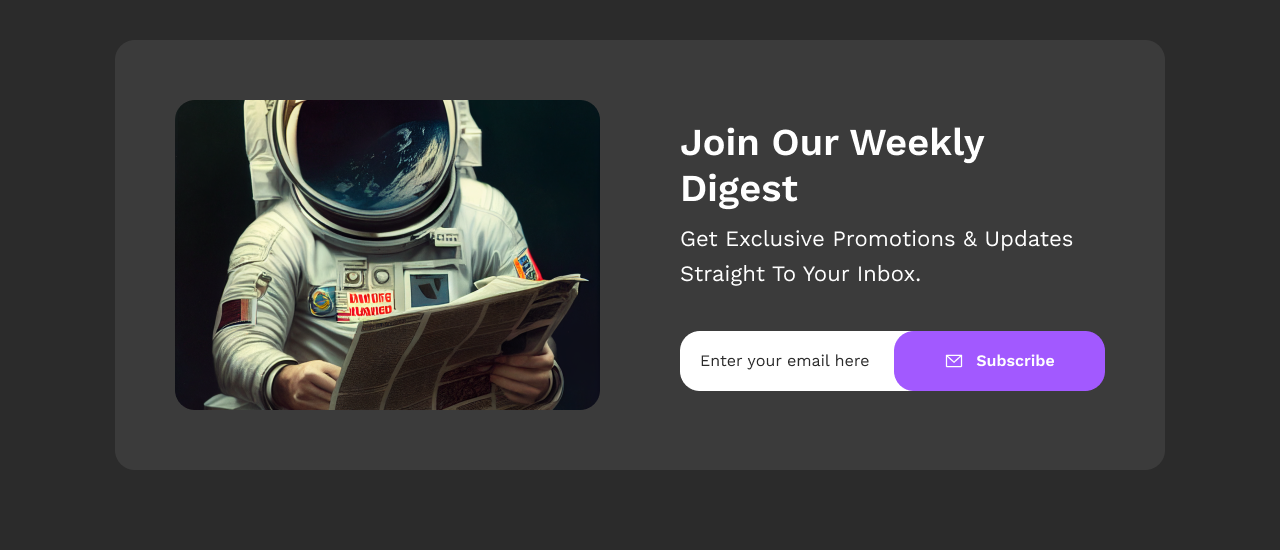 Join Our Weekly
Digest
Get Exclusive Promotions & Updates
Straight To Your Inbox.
Enter your email here
Subscribe